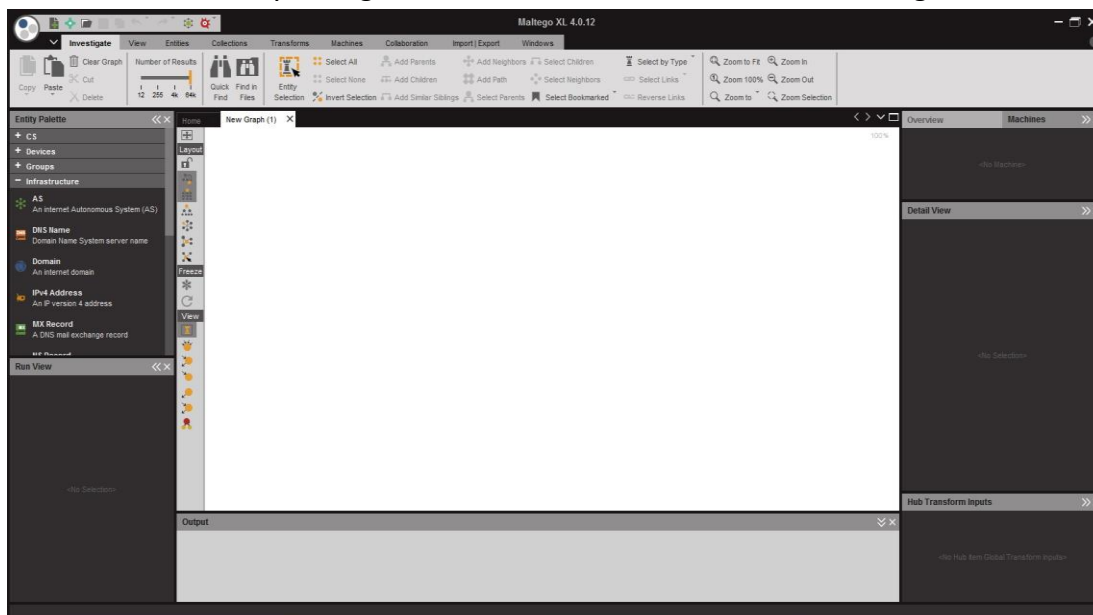 Maltego XL 4.0.12
Investigate View Entities Collections Transforms Machines Collaboration Import | Export Windows
Copy Paste Clear Graph Cut Delete
Number of Results
12 256 4k 64k
Quick Find Find in Files
Entity Selection
Select All Add Parents Add Neighbors Select Children Select by Type Zoom to Fit Zoom In
Select None Add Children Add Path Select Neighbors Select Links Zoom 100% Zoom Out
Invert Selection Add Similar Siblings Select Parents Select Bookmarked Reverse Links Zoom to Zoom Selection
Entity Palette
+ CS
+ Devices
+ Groups
− Infrastructure
AS
An internet Autonomous System (AS)
DNS Name
Domain Name System server name
Domain
An internet domain
IPv4 Address
An IP version 4 address
MX Record
A DNS mail exchange record
Run View
<No Selection>
Home New Graph (1)
100%
Layout
Freeze
View
Output
Overview Machines
<No Machine>
Detail View
<No Selection>
Hub Transform Inputs
<No Hub Item Global Transform Inputs>